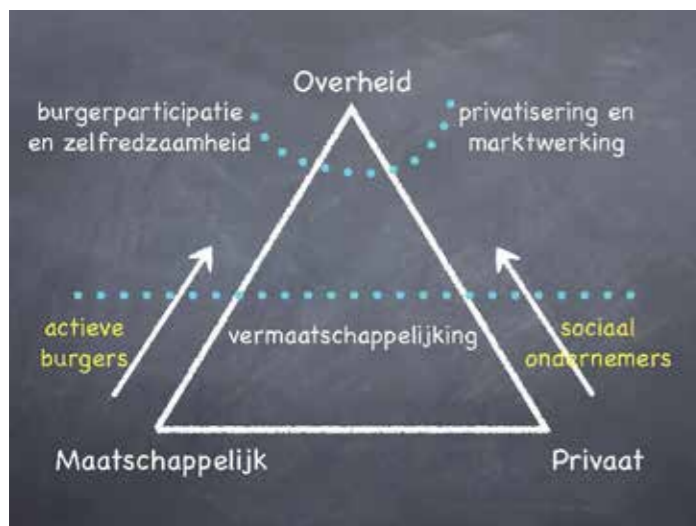 Overheid
burgerparticipatie
en zelfredzaamheid
privatisering en
marktwerking
actieve
burgers
vermaatschappelijking
sociaal
ondernemers
Maatschappelijk
Privaat